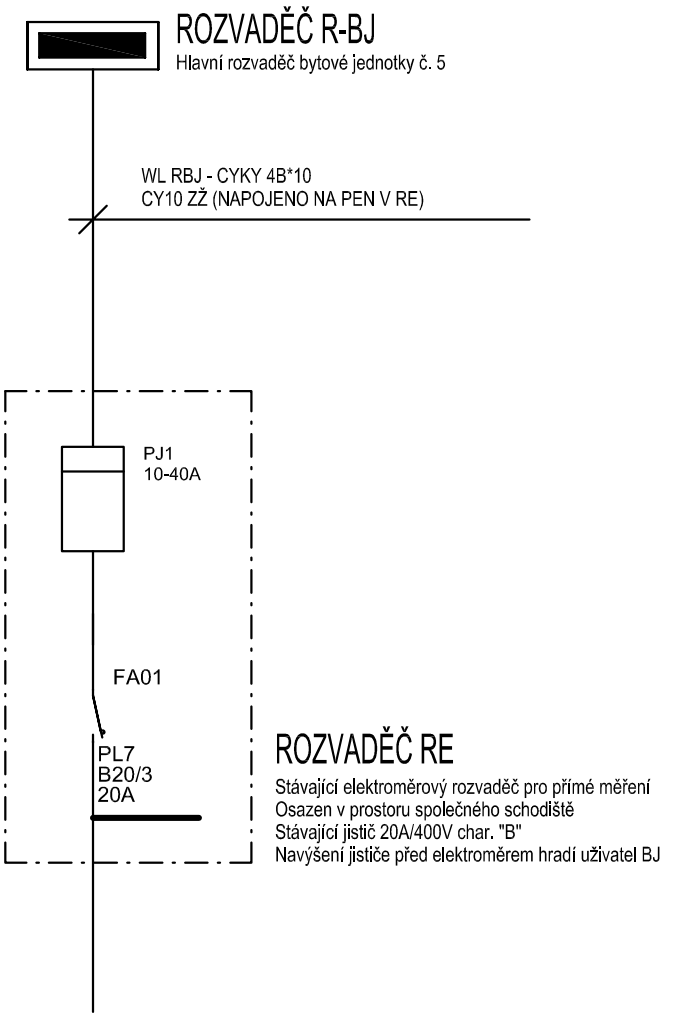 ROZVADĚČ R-BJ
Hlavní rozvaděč bytové jednotky č. 5
WL RBJ - CYKY 4B*10
CY10 ZŽ (NAPOJENO NA PEN V RE)
PJ1
10-40A
FA01
PL7
B20/3
20A
ROZVADĚČ RE
Stávající elektroměrový rozvaděč pro přímé měření
Osazen v prostoru společného schodiště
Stávající jistič 20A/400V char. "B"
Navýšení jističe před elektroměrem hradí uživatel BJ